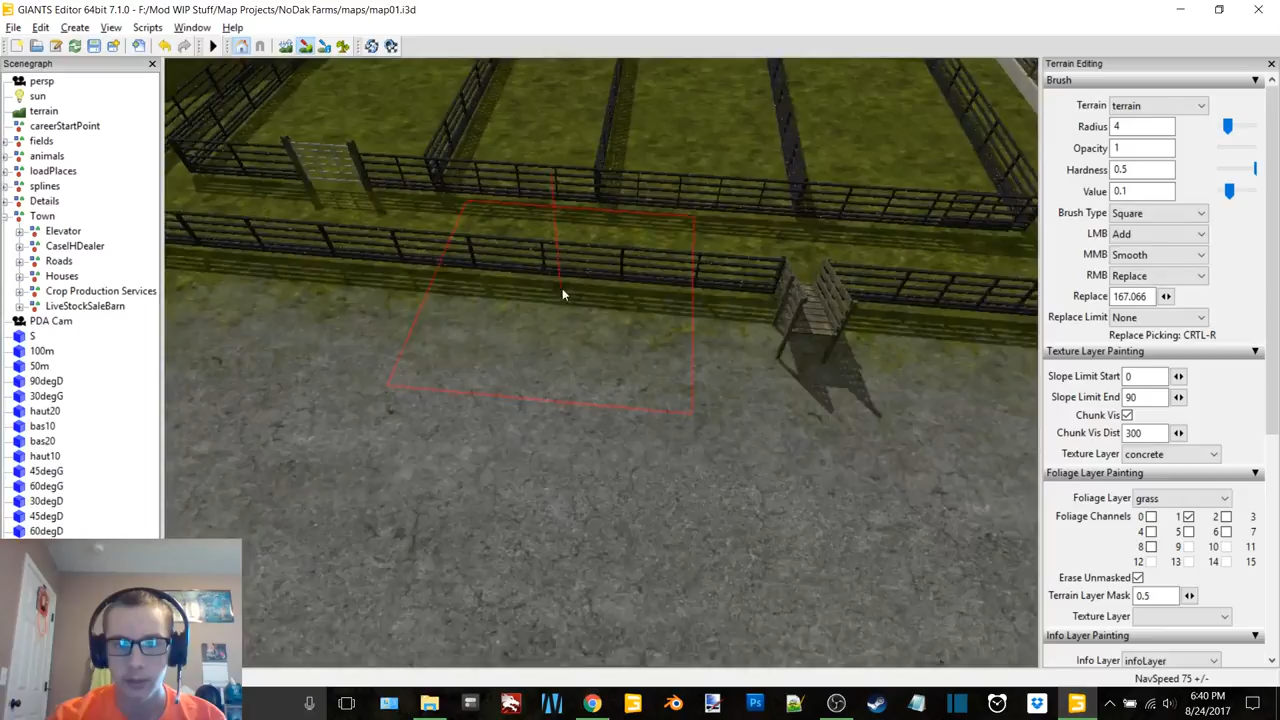 GIANTS Editor 64bit 7.1.0 - F:/Mod WIP Stuff/Map Projects/NoDak Farms/maps/map01.i3d
File Edit Create View Scripts Window Help
Scenegraph
persp
sun
terrain
careerStartPoint
fields
animals
loadPlaces
splines
Details
Town
Elevator
CaseIHDealer
Roads
Houses
Crop Production Services
LiveStockSaleBarn
PDA Cam
S
100m
50m
90degD
30degG
haut20
bas10
bas20
haut10
45degG
60degG
30degD
45degD
60degD
Terrain Editing
Brush
Terrain terrain
Radius 4
Opacity 1
Hardness 0.5
Value 0.1
Brush Type Square
LMB Add
MMB Smooth
RMB Replace
Replace 167.066
Replace Limit None
Replace Picking: CRTL-R
Texture Layer Painting
Slope Limit Start 0
Slope Limit End 90
Chunk Vis
Chunk Vis Dist 300
Texture Layer concrete
Foliage Layer Painting
Foliage Layer grass
Foliage Channels 0 1 2 3
4 5 6 7
8 9 10 11
12 13 14 15
Erase Unmasked
Terrain Layer Mask 0.5
Texture Layer
Info Layer Painting
Info Layer infoLayer
NavSpeed 75 +/-
6:40 PM
8/24/2017